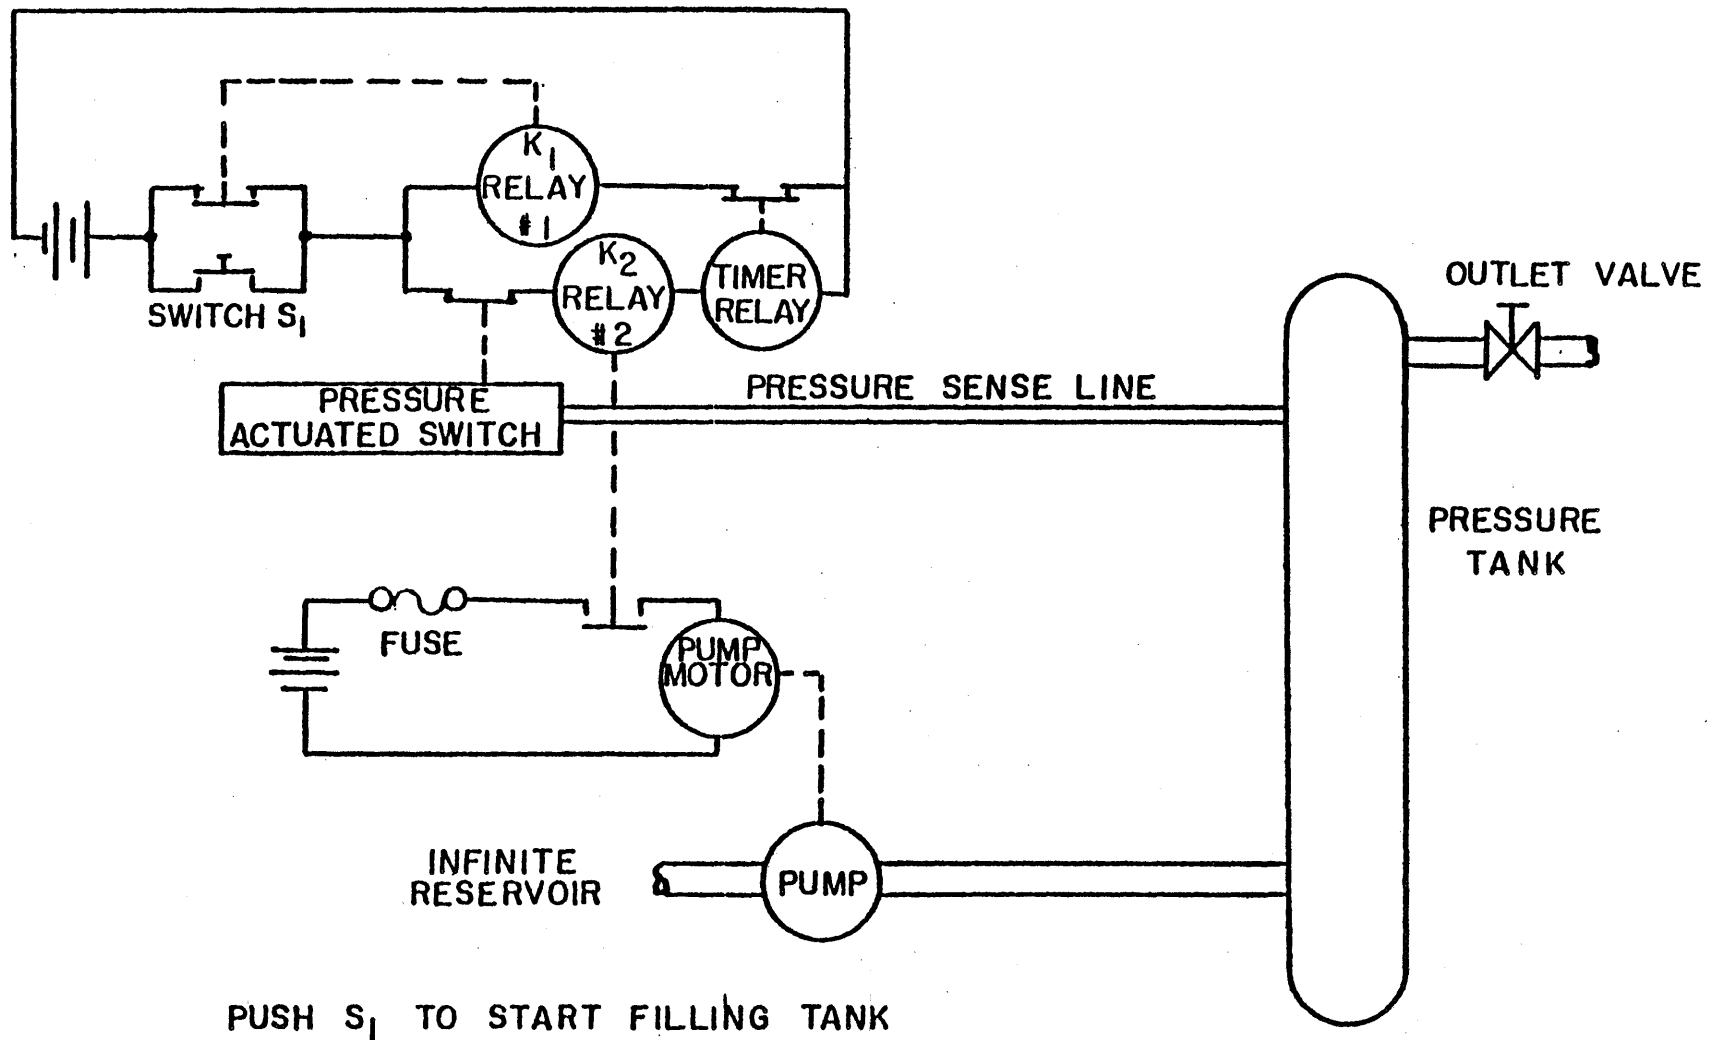 K1
RELAY
#1
K2
RELAY
#2
TIMER
RELAY
SWITCH S1
OUTLET VALVE
PRESSURE
ACTUATED SWITCH
PRESSURE SENSE LINE
PRESSURE
TANK
FUSE
PUMP
MOTOR
INFINITE
RESERVOIR
PUMP
PUSH S1 TO START FILLING TANK